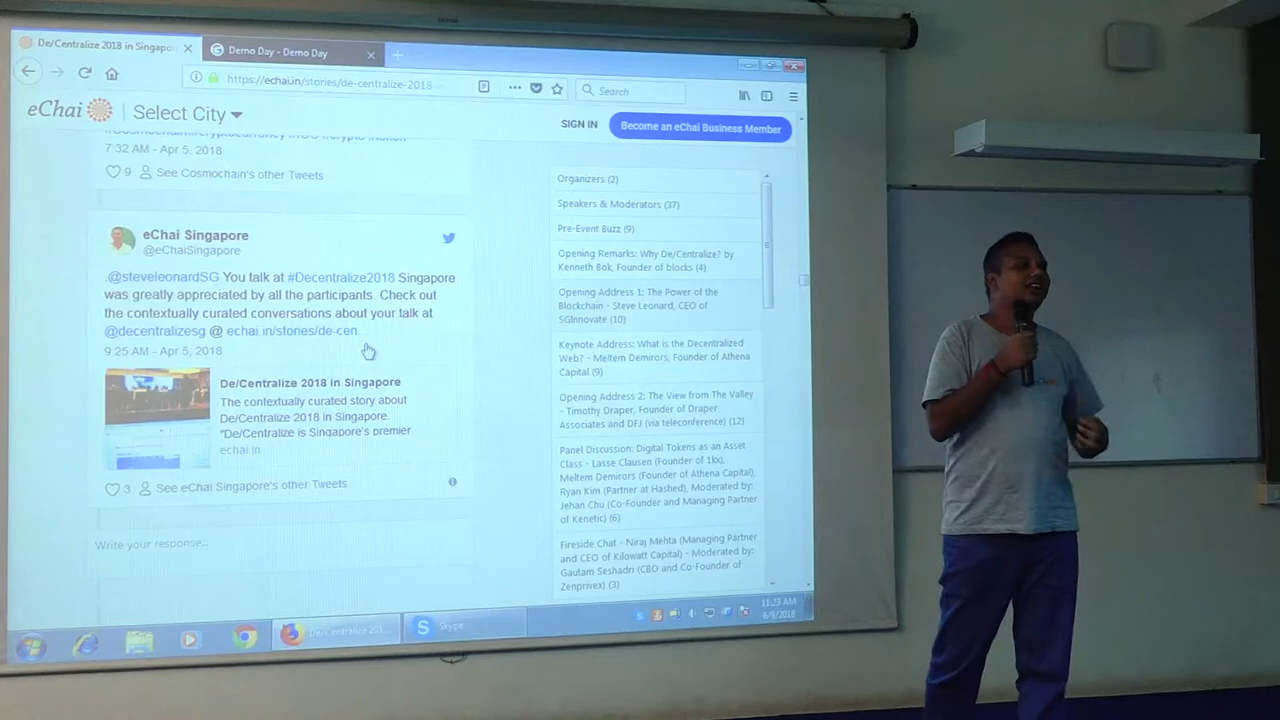 De/Centralize 2018 in Singapo
Demo Day - Demo Day
https://echai.in/stories/de-centralize-2018
Search
eChai
Select City
SIGN IN
Become an eChai Business Member
7:32 AM - Apr 5, 2018
9 See Cosmochain's other Tweets
eChai Singapore
@eChaiSingapore
.@steveleonardSG You talk at #Decentralize2018 Singapore
was greatly appreciated by all the participants. Check out
the contextually curated conversations about your talk at
@decentralizesg @ echai.in/stories/de-cen...
9:25 AM - Apr 5, 2018
De/Centralize 2018 in Singapore
The contextually curated story about
De/Centralize 2018 in Singapore.
"De/Centralize is Singapore's premier
echai.in
3 See eChai Singapore's other Tweets
Write your response...
Organizers (2)
Speakers & Moderators (37)
Pre-Event Buzz (9)
Opening Remarks: Why De/Centralize? by
Kenneth Bok, Founder of blocks (4)
Opening Address 1: The Power of the
Blockchain - Steve Leonard, CEO of
SGInnovate (10)
Keynote Address: What is the Decentralized
Web? - Meltem Demirors, Founder of Athena
Capital (9)
Opening Address 2: The View from The Valley
- Timothy Draper, Founder of Draper
Associates and DFJ (via teleconference) (12)
Panel Discussion: Digital Tokens as an Asset
Class - Lasse Clausen (Founder of 1kx),
Meltem Demirors (Founder of Athena Capital),
Ryan Kim (Partner at Hashed), Moderated by:
Jehan Chu (Co-Founder and Managing Partner
of Kenetic) (6)
Fireside Chat - Niraj Mehta (Managing Partner
and CEO of Kilowatt Capital) - Moderated by:
Gautam Seshadri (CBO and Co-Founder of
Zenprivex) (3)
De/Centralize 201...
Skype
11:23 AM
6/9/2018